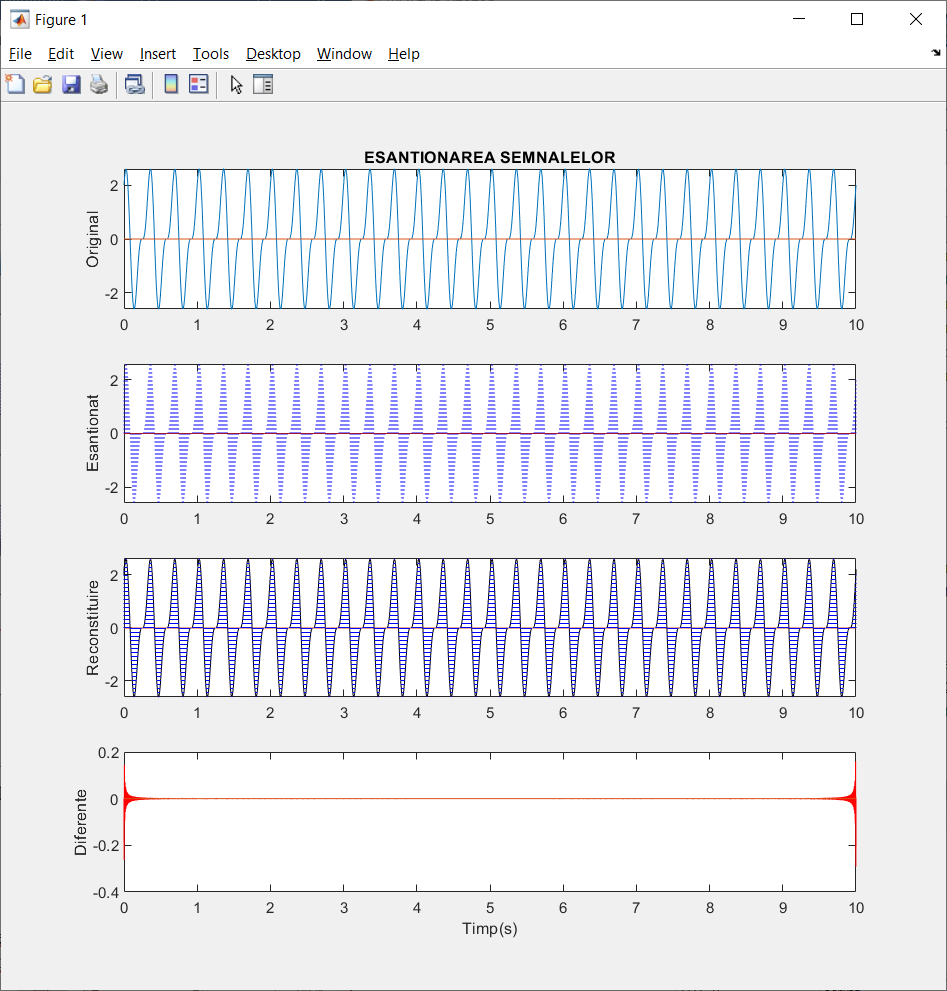 Figure 1
File Edit View Insert Tools Desktop Window Help
ESANTIONAREA SEMNALELOR
Original
2
0
-2
0 1 2 3 4 5 6 7 8 9 10
Esantionat
2
0
-2
0 1 2 3 4 5 6 7 8 9 10
Reconstituire
2
0
-2
0 1 2 3 4 5 6 7 8 9 10
Diferente
0.2
0
-0.2
-0.4
0 1 2 3 4 5 6 7 8 9 10
Timp(s)